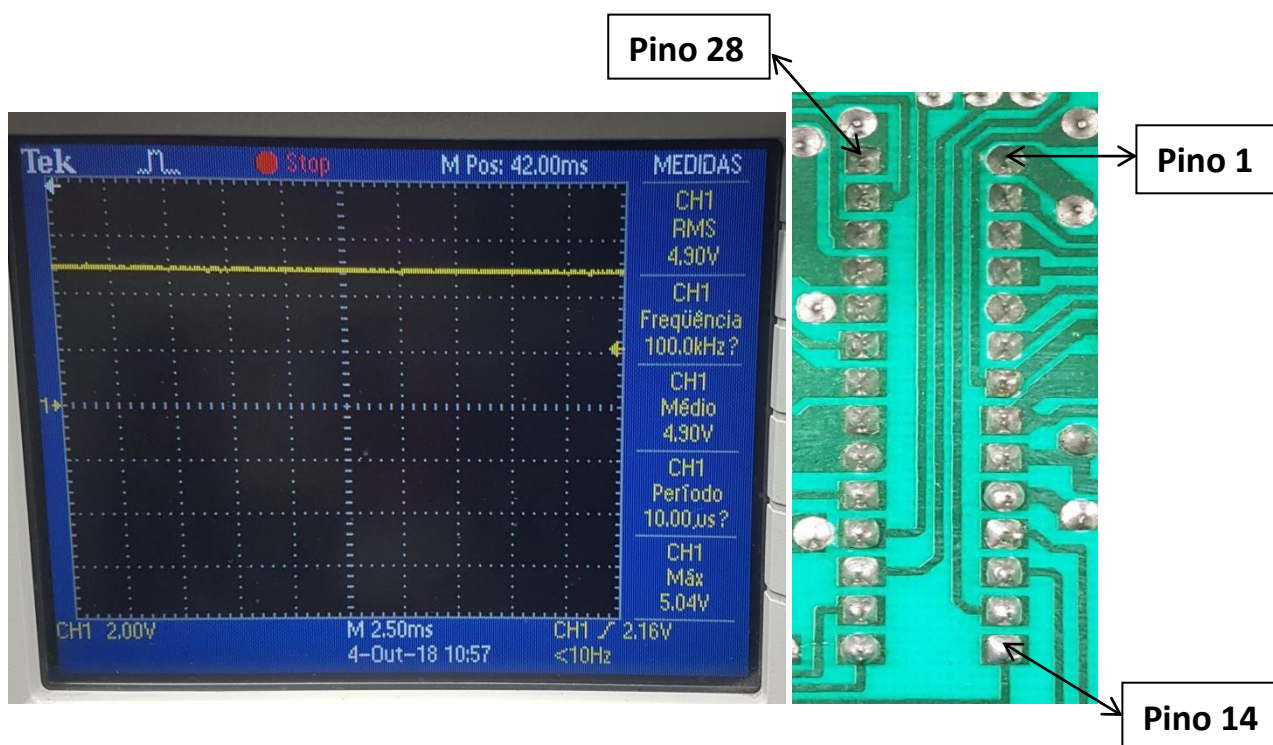 Pino 28
Tek Stop M Pos: 42.00ms MEDIDAS
CH1
RMS
4.90V
CH1
Freqüência
100.0kHz?
CH1
Médio
4.90V
CH1
Período
10.00us?
CH1
Máx
5.04V
1
CH1 2.00V M 2.50ms CH1 2.16V
4-Out-18 10:57 <10Hz
Pino 1
Pino 14